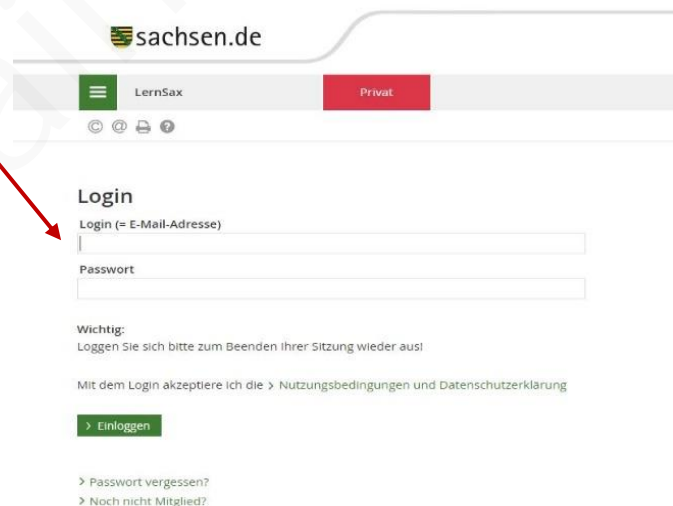 sachsen.de
LernSax
Privat
Login
Login (= E-Mail-Adresse)
Passwort
Wichtig:
Loggen Sie sich bitte zum Beenden Ihrer Sitzung wieder aus!
Mit dem Login akzeptiere ich die > Nutzungsbedingungen und Datenschutzerklärung
> Einloggen
> Passwort vergessen?
> Noch nicht Mitglied?